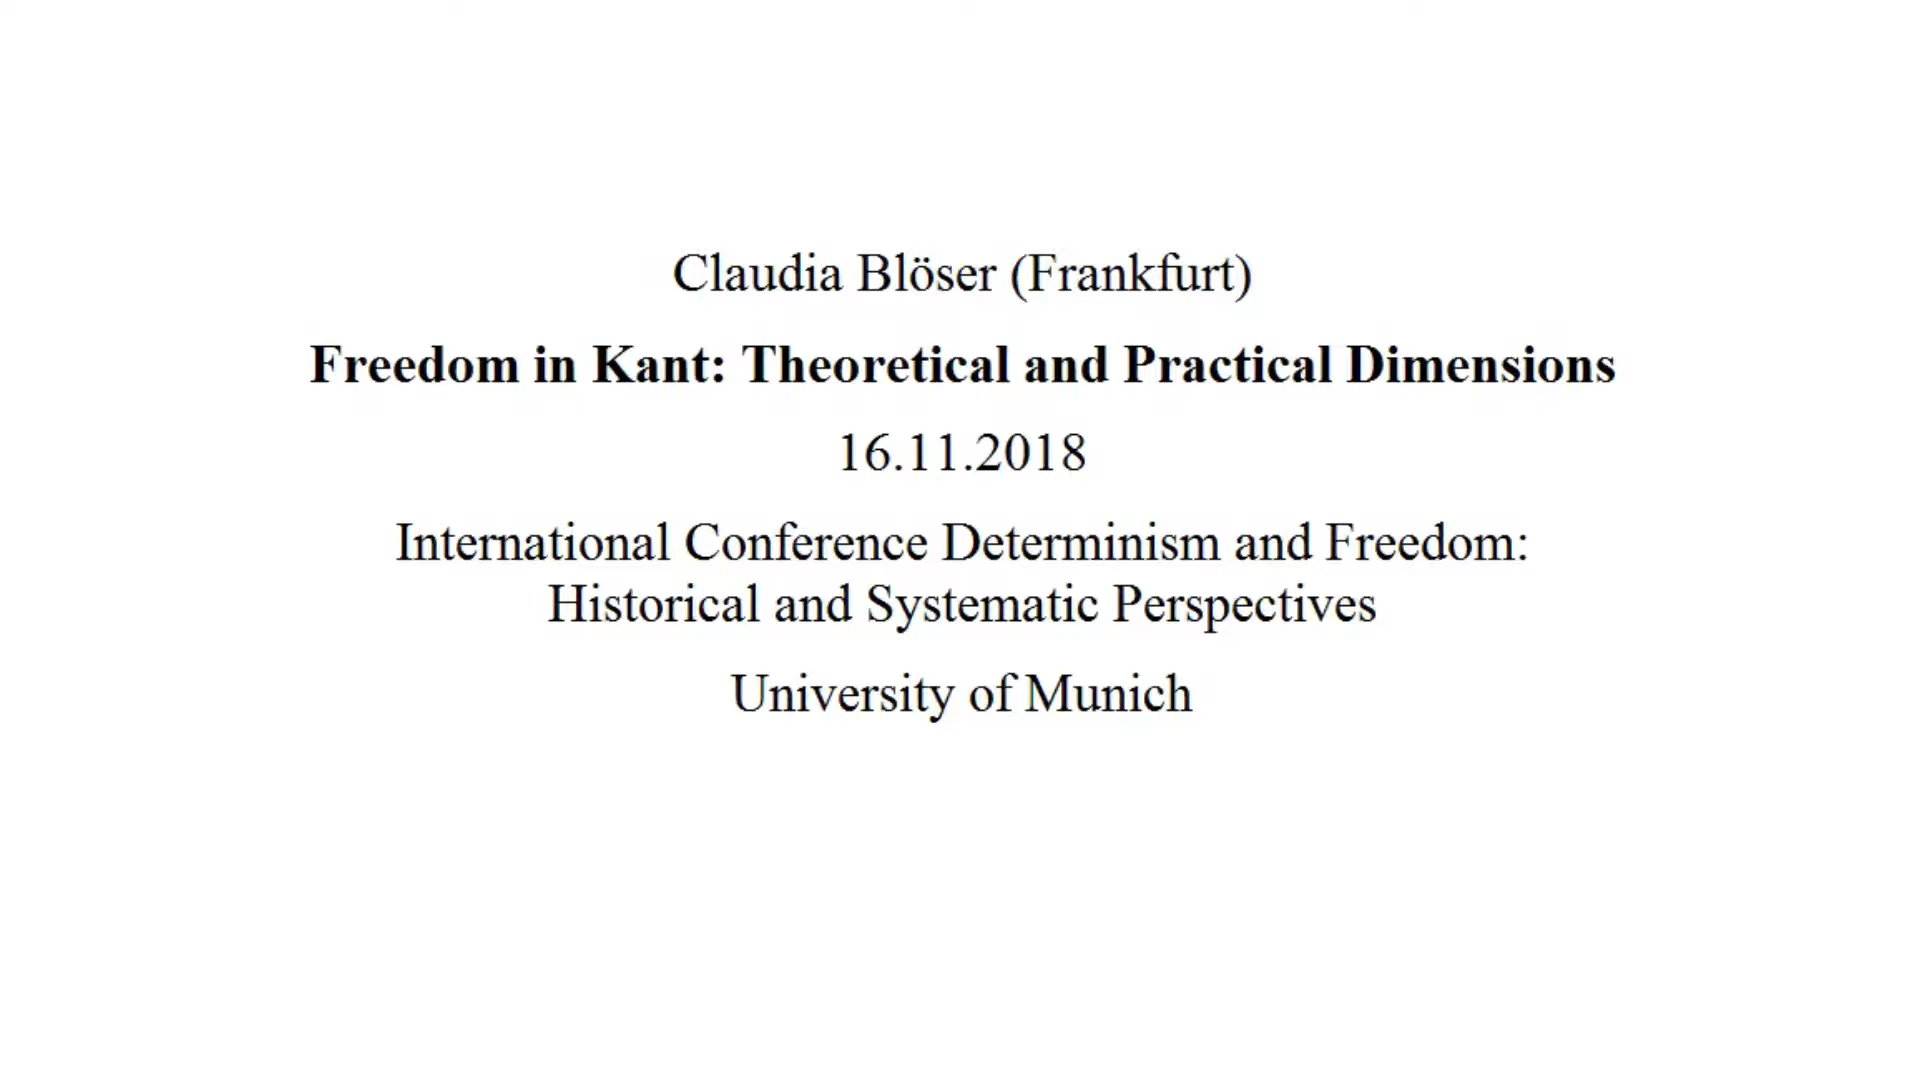 Claudia Blöser (Frankfurt)
Freedom in Kant: Theoretical and Practical Dimensions
16.11.2018
International Conference Determinism and Freedom:
Historical and Systematic Perspectives
University of Munich